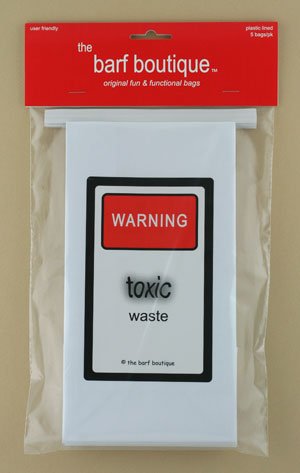 user friendly
plastic lined
5 bags/pk
the
barf boutique™
original fun & functional bags
WARNING
toxic
waste
© the barf boutique